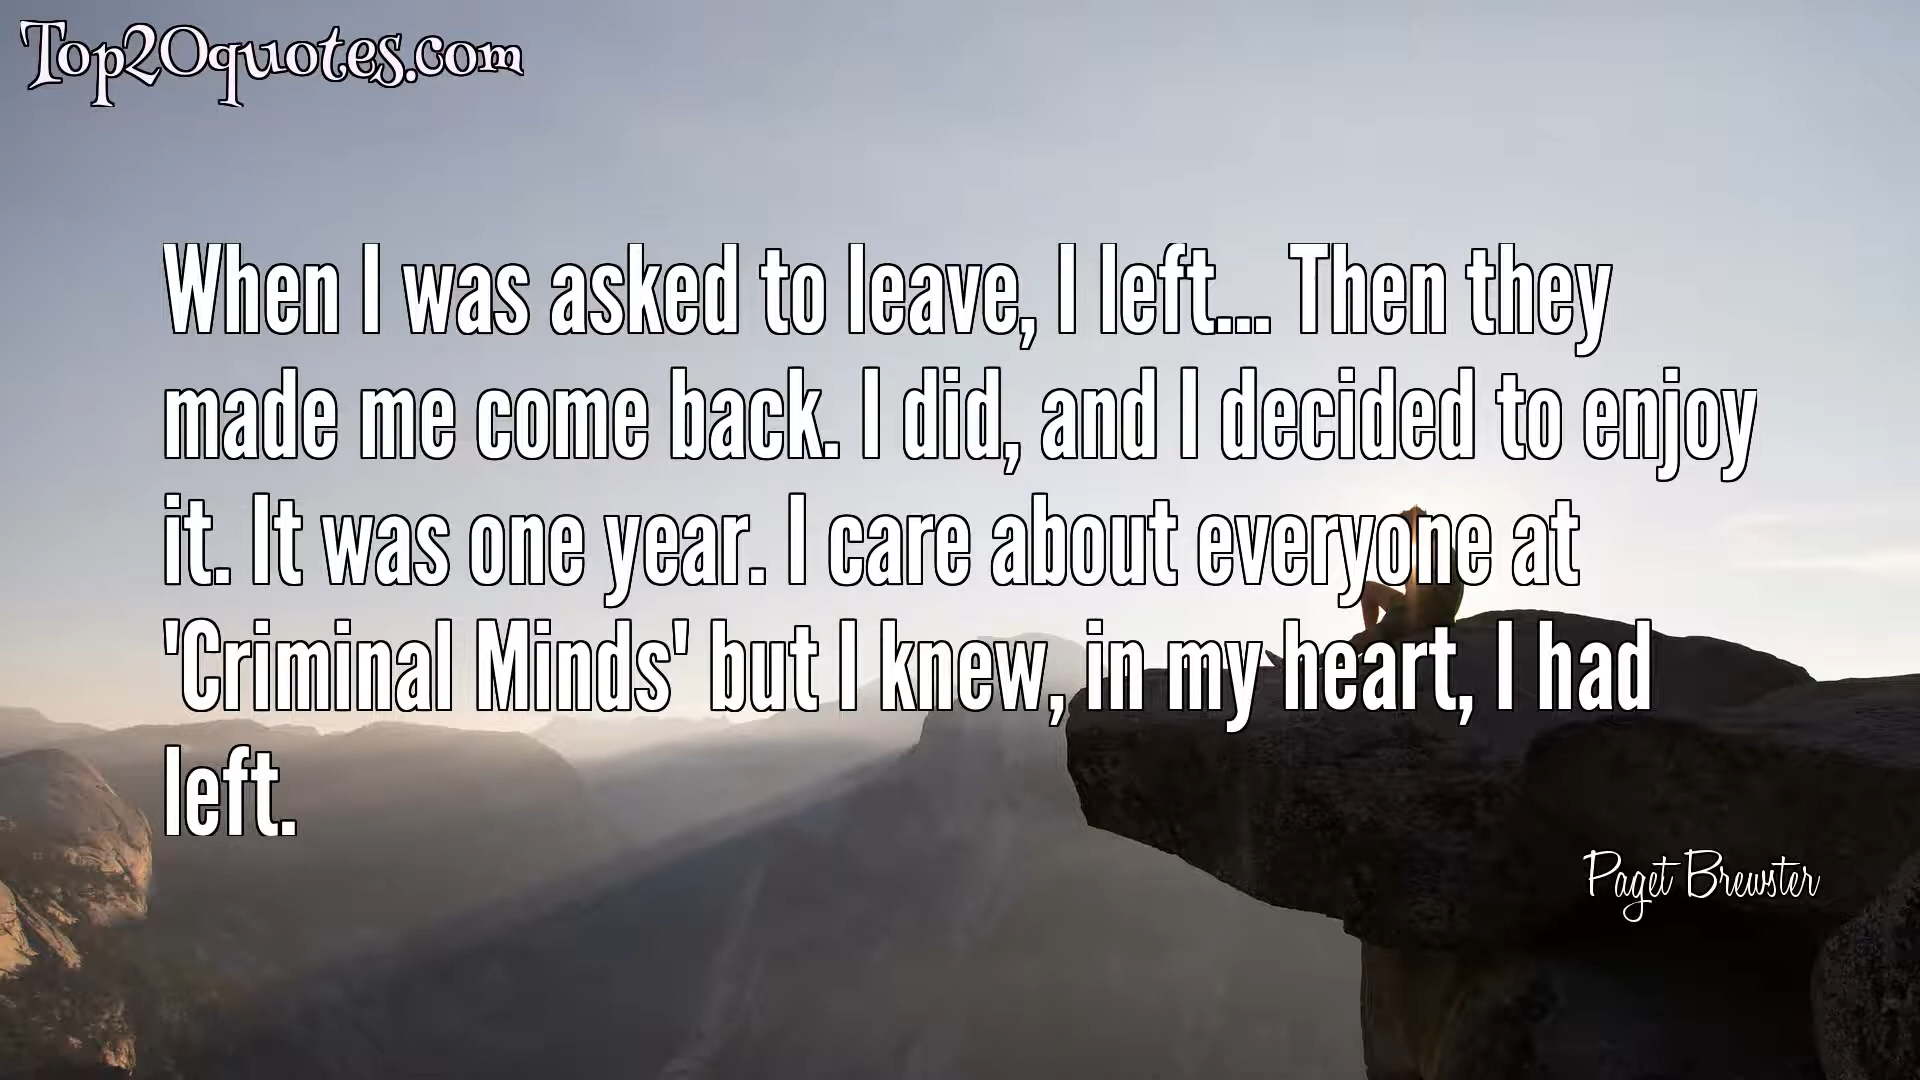 Top20quotes.com
When I was asked to leave, I left... Then they
made me come back. I did, and I decided to enjoy
it. It was one year. I care about everyone at
'Criminal Minds' but I knew, in my heart, I had
left.
Paget Brewster